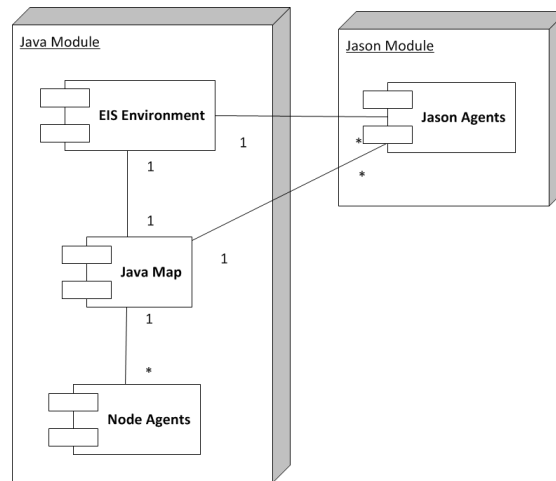 Java Module
Jason Module
EIS Environment
Jason Agents
1
*
1
*
1
Java Map
1
1
*
Node Agents